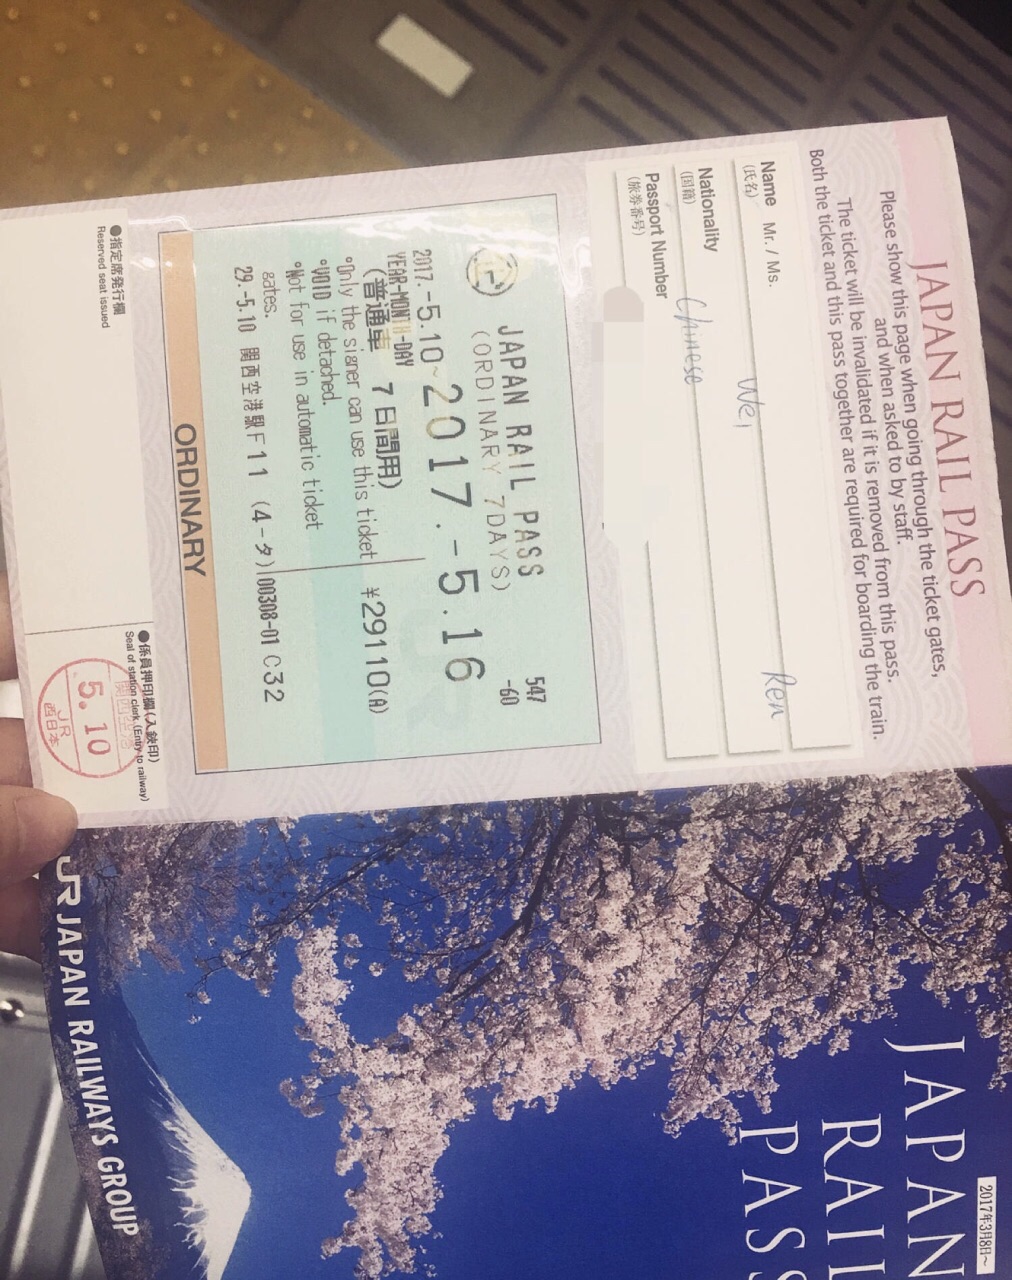 JAPAN RAIL PASS
Please show this page when going through the ticket gates,
and when asked to by staff.
The ticket will be invalidated if it is removed from this pass.
Both the ticket and this pass together are required for boarding the train.
Name Mr. / Ms.
(氏名)
Wei Ren
Nationality
(国籍)
Chinese
Passport Number
(旅券番号)
JAPAN RAIL PASS 547
(ORDINARY 7DAYS) -60
2017.-5.10~2017.-5.16
YEAR-MONTH-DAY
(普通車 7日間用) ¥29110(A)
°Only the signer can use this ticket
°VOID if detached.
°Not for use in automatic ticket
gates.
29.-5.10 関西空港駅F11 (4-タ)00308-01 C32
ORDINARY
●指定席発行欄
Reserved seat issued
●係員押印欄(入鋏印)
Seal of station clerk (Entry to railway)
関西空港
5.10
JR
西日本
2017年3月8日~
JAPAN
RAIL
PASS
JR JAPAN RAILWAYS GROUP